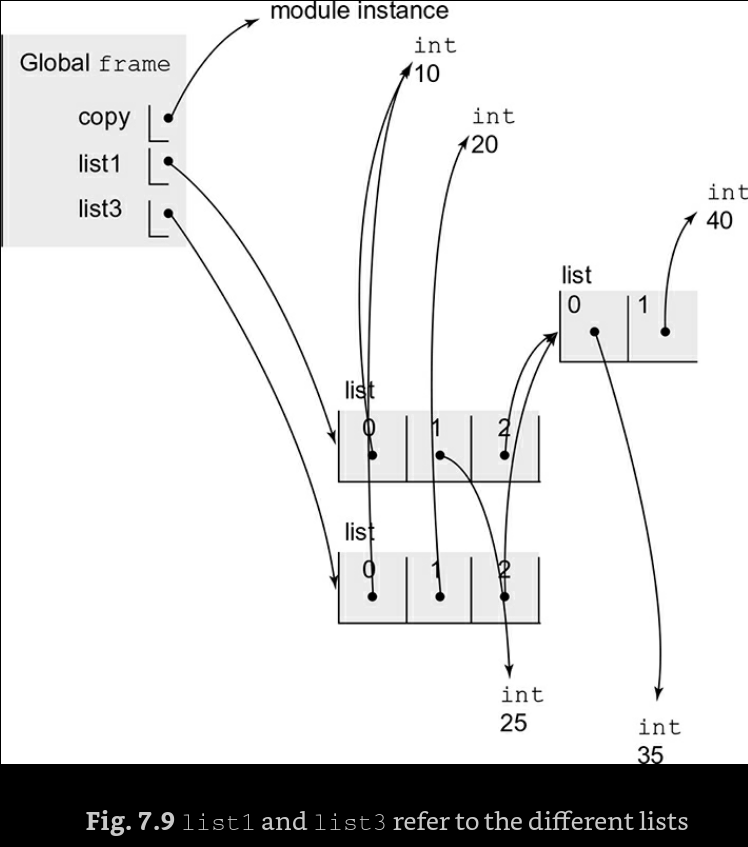 module instance
Global frame
copy
list1
list3
int
10
int
20
int
40
list
0 1
list
0 1 2
list
0 1 2
int
25
int
35
Fig. 7.9 list1 and list3 refer to the different lists